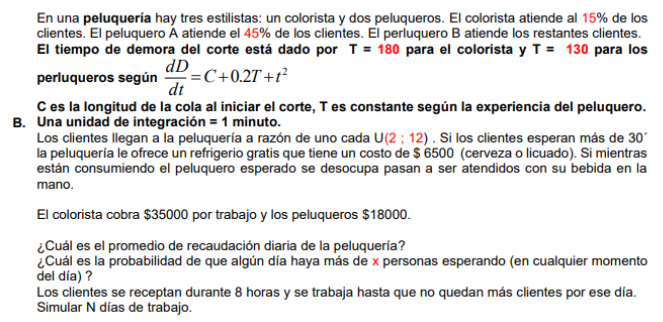 En una peluquería hay tres estilistas: un colorista y dos peluqueros. El colorista atiende al 15% de los
clientes. El peluquero A atiende el 45% de los clientes. El perluquero B atiende los restantes clientes.
El tiempo de demora del corte está dado por T = 180 para el colorista y T = 130 para los
perluqueros según dD/dt = C + 0.2T + t²
C es la longitud de la cola al iniciar el corte, T es constante según la experiencia del peluquero.
B. Una unidad de integración = 1 minuto.
Los clientes llegan a la peluquería a razón de uno cada U(2 ; 12) . Si los clientes esperan más de 30´
la peluquería le ofrece un refrigerio gratis que tiene un costo de $ 6500 (cerveza o licuado). Si mientras
están consumiendo el peluquero esperado se desocupa pasan a ser atendidos con su bebida en la
mano.
El colorista cobra $35000 por trabajo y los peluqueros $18000.
¿Cuál es el promedio de recaudación diaria de la peluquería?
¿Cuál es la probabilidad de que algún día haya más de x personas esperando (en cualquier momento
del día) ?
Los clientes se receptan durante 8 horas y se trabaja hasta que no quedan más clientes por ese día.
Simular N días de trabajo.